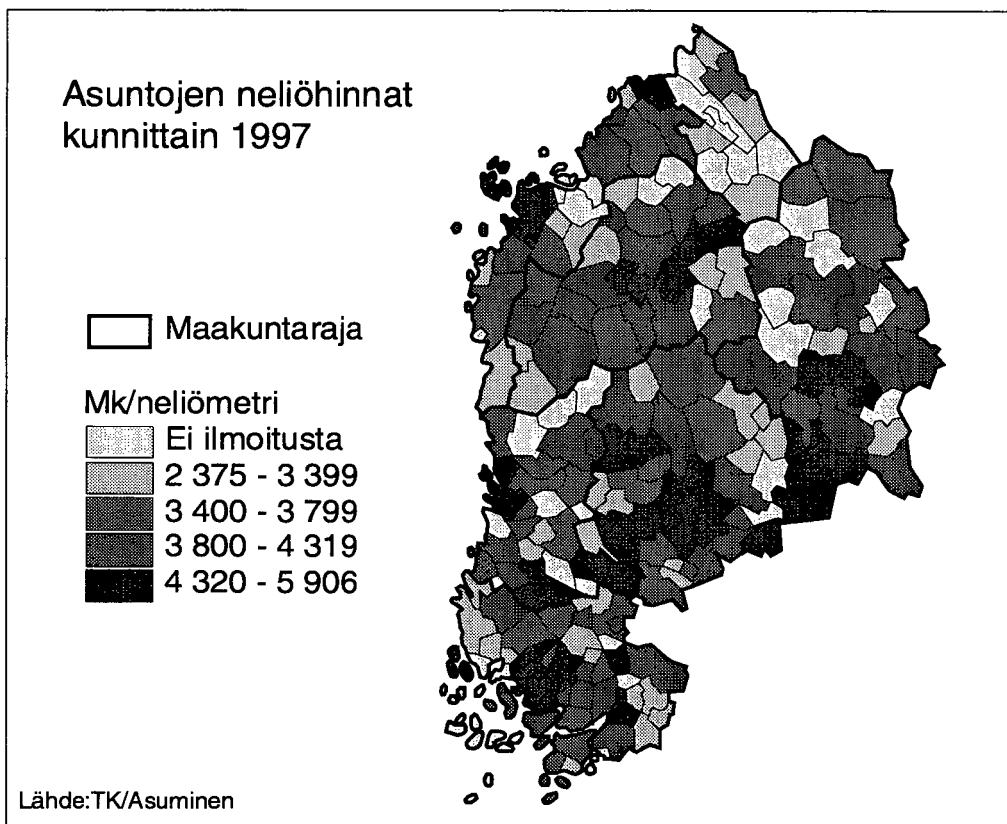 Asuntojen neliöhinnat
kunnittain 1997
Maakuntaraja
Mk/neliömetri
Ei ilmoitusta
2 375 - 3 399
3 400 - 3 799
3 800 - 4 319
4 320 - 5 906
Lähde:TK/Asuminen